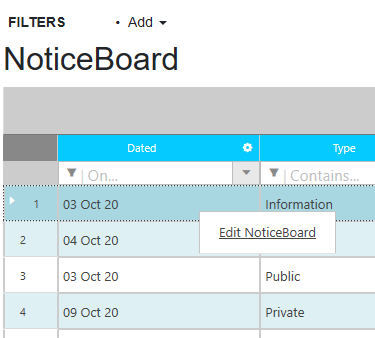 FILTERS • Add
NoticeBoard
Dated Type
On... Contains...
1 03 Oct 20 Information
Edit NoticeBoard
2 04 Oct 20
3 03 Oct 20 Public
4 09 Oct 20 Private